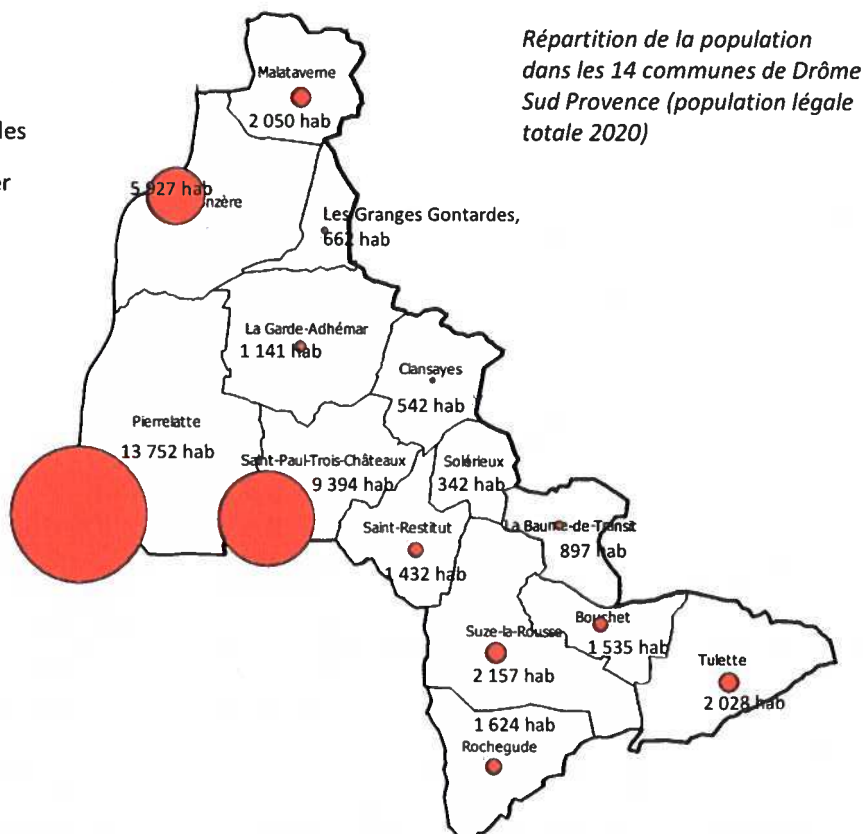 Répartition de la population
dans les 14 communes de Drôme
Sud Provence (population légale
totale 2020)
les
er
Malataverne
2 050 hab
5 927 hab
nzère
Les Granges Gontardes,
662 hab
La Garde-Adhémar
1 141 hab
Clansayes
542 hab
Pierrelatte
13 752 hab
Saint-Paul-Trois-Châteaux
9 394 hab
Solérieux
342 hab
Saint-Restitut
1 432 hab
La Baume-de-Transit
897 hab
Bouchet
1 535 hab
Suze-la-Rousse
2 157 hab
Tulette
2 028 hab
1 624 hab
Rochegude